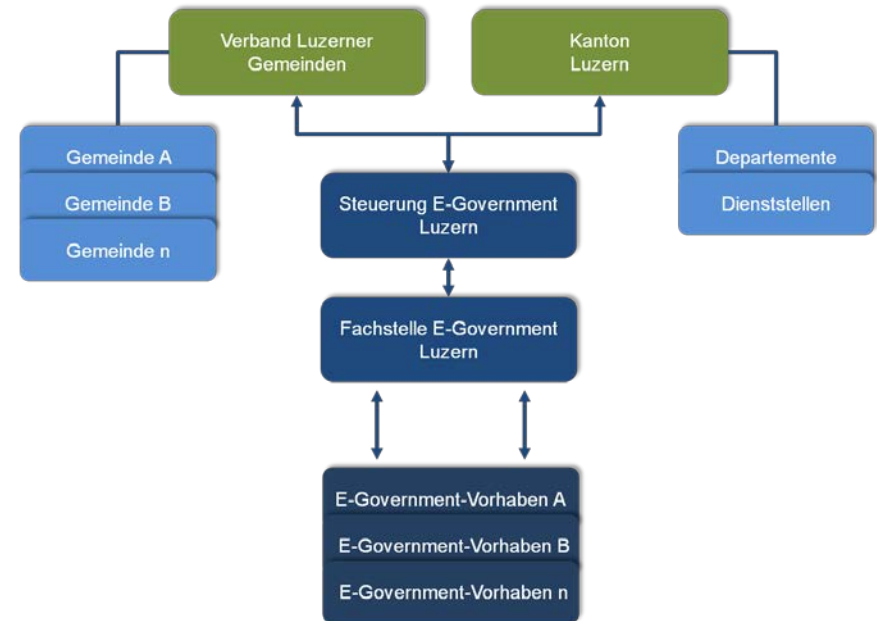 Verband Luzerner
Gemeinden
Kanton
Luzern
Gemeinde A
Gemeinde B
Gemeinde n
Departemente
Dienststellen
Steuerung E-Government
Luzern
Fachstelle E-Government
Luzern
E-Government-Vorhaben A
E-Government-Vorhaben B
E-Government-Vorhaben n